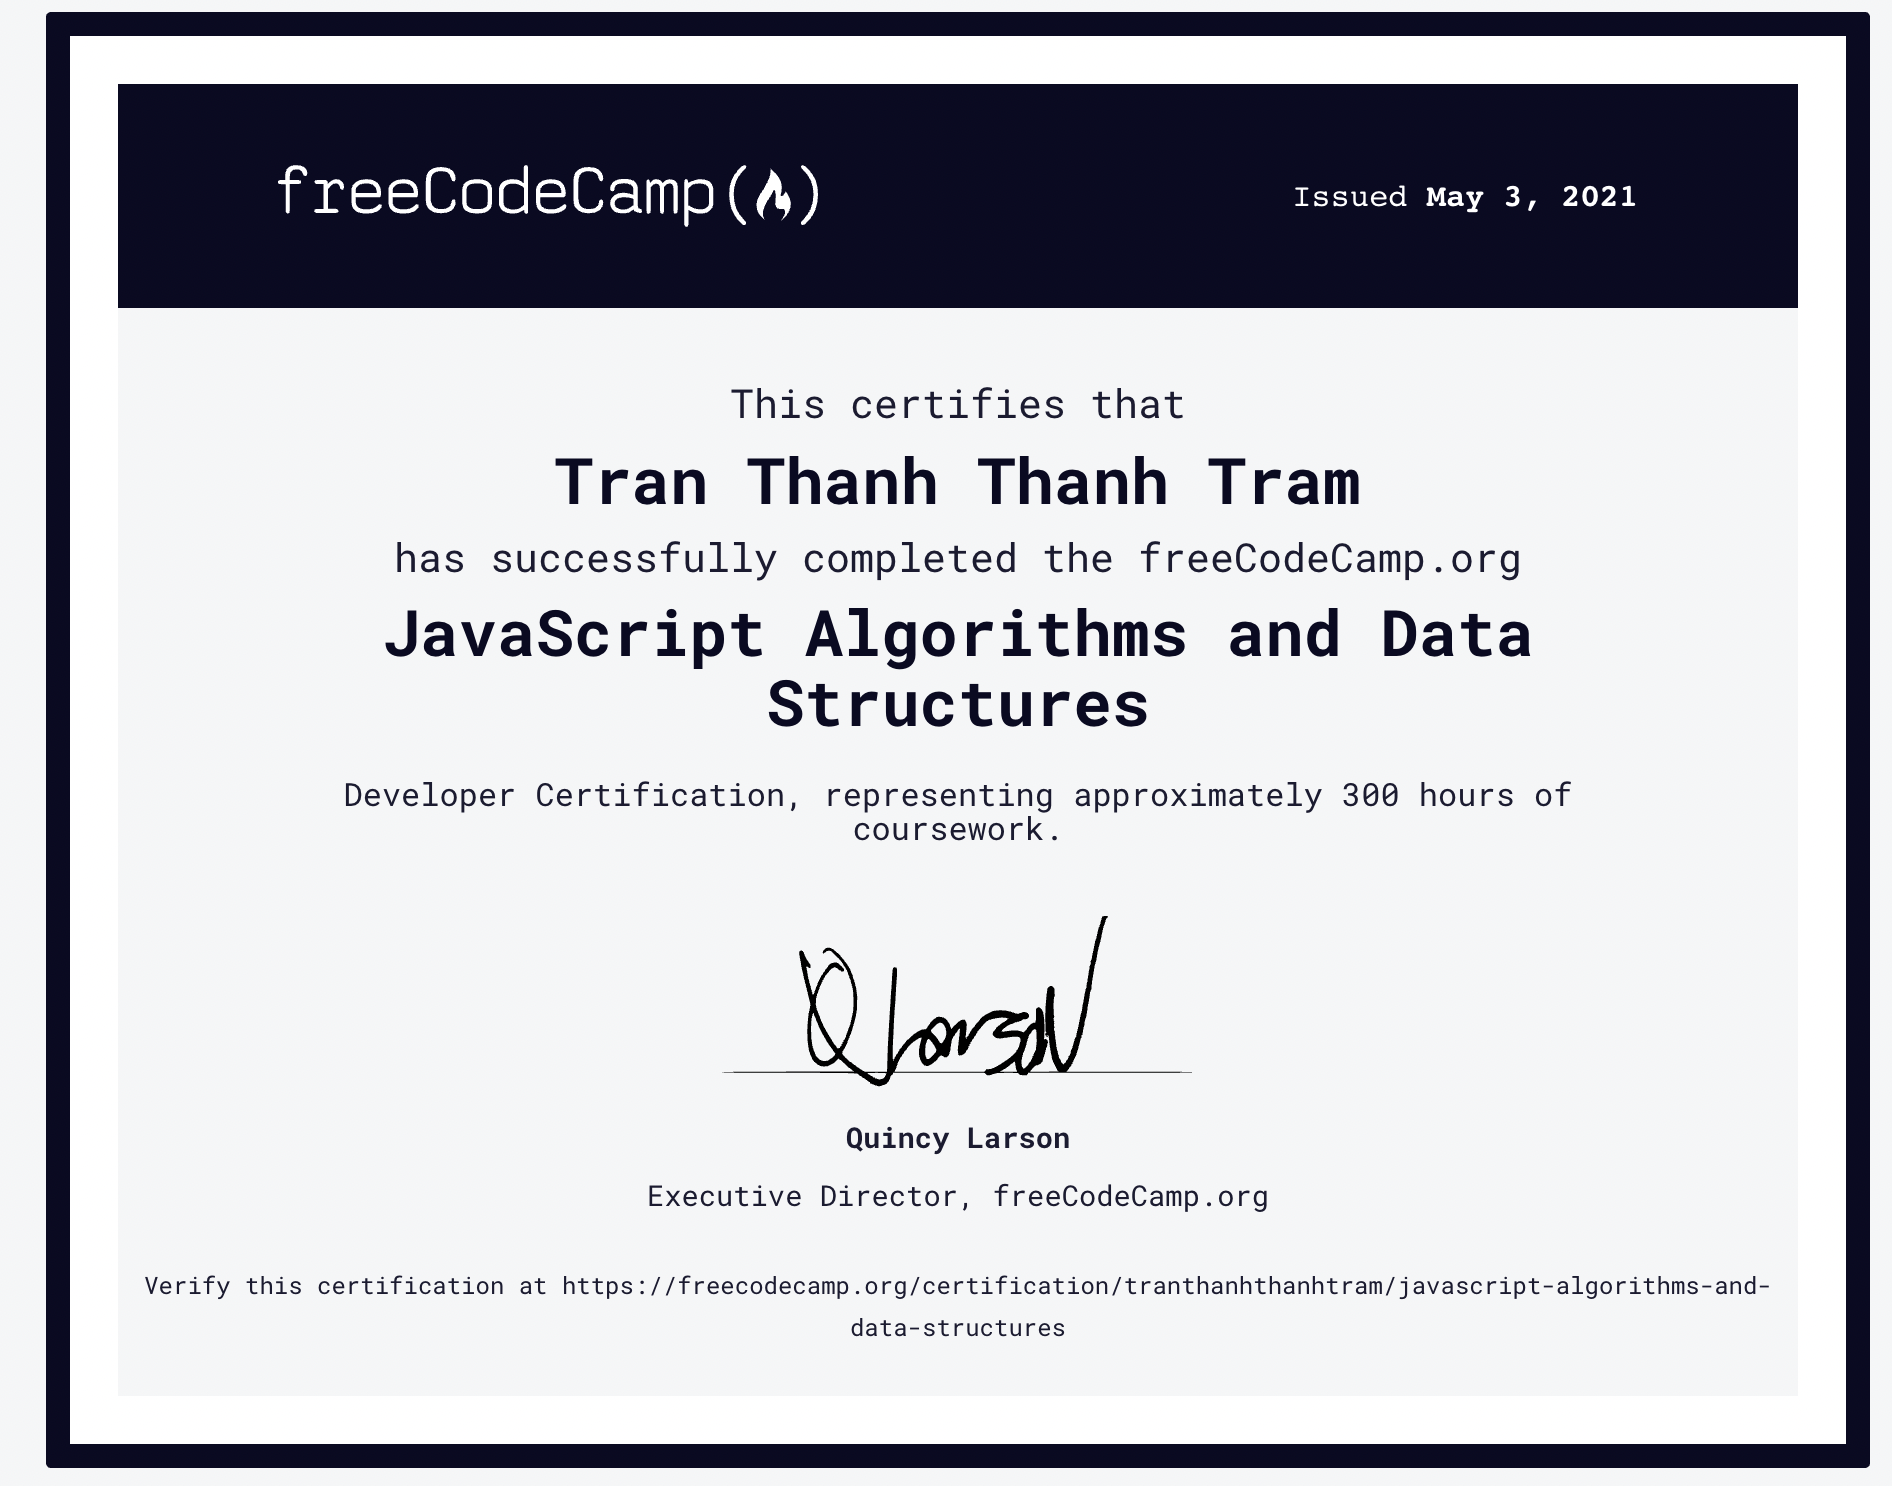 freeCodeCamp(🔥)
Issued May 3, 2021
This certifies that
Tran Thanh Thanh Tram
has successfully completed the freeCodeCamp.org
JavaScript Algorithms and Data
Structures
Developer Certification, representing approximately 300 hours of
coursework.
Q Larson
Quincy Larson
Executive Director, freeCodeCamp.org
Verify this certification at https://freecodecamp.org/certification/tranthanhthanhtram/javascript-algorithms-and-
data-structures